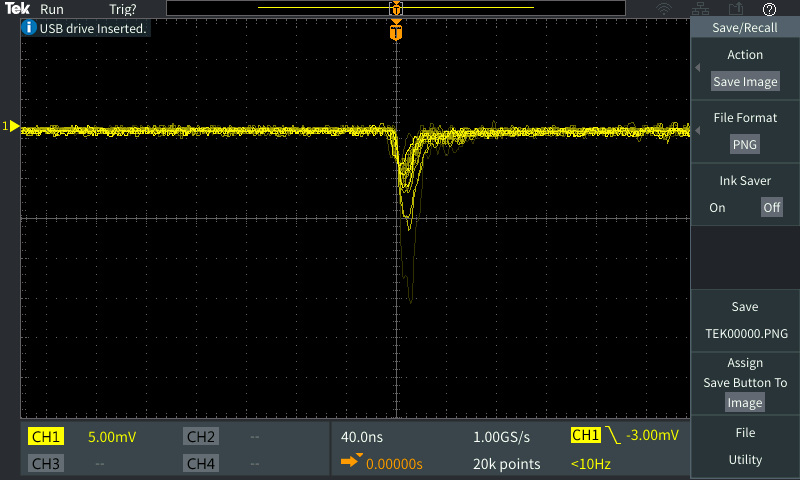 Tek Run Trig?
T
?
i USB drive Inserted.
T
1
Save/Recall
Action
Save Image
File Format
PNG
Ink Saver
On Off
Save
TEK00000.PNG
Assign
Save Button To
Image
File
Utility
CH1 5.00mV CH2 -- 40.0ns 1.00GS/s CH1 -3.00mV
CH3 -- CH4 -- 0.00000s 20k points <10Hz